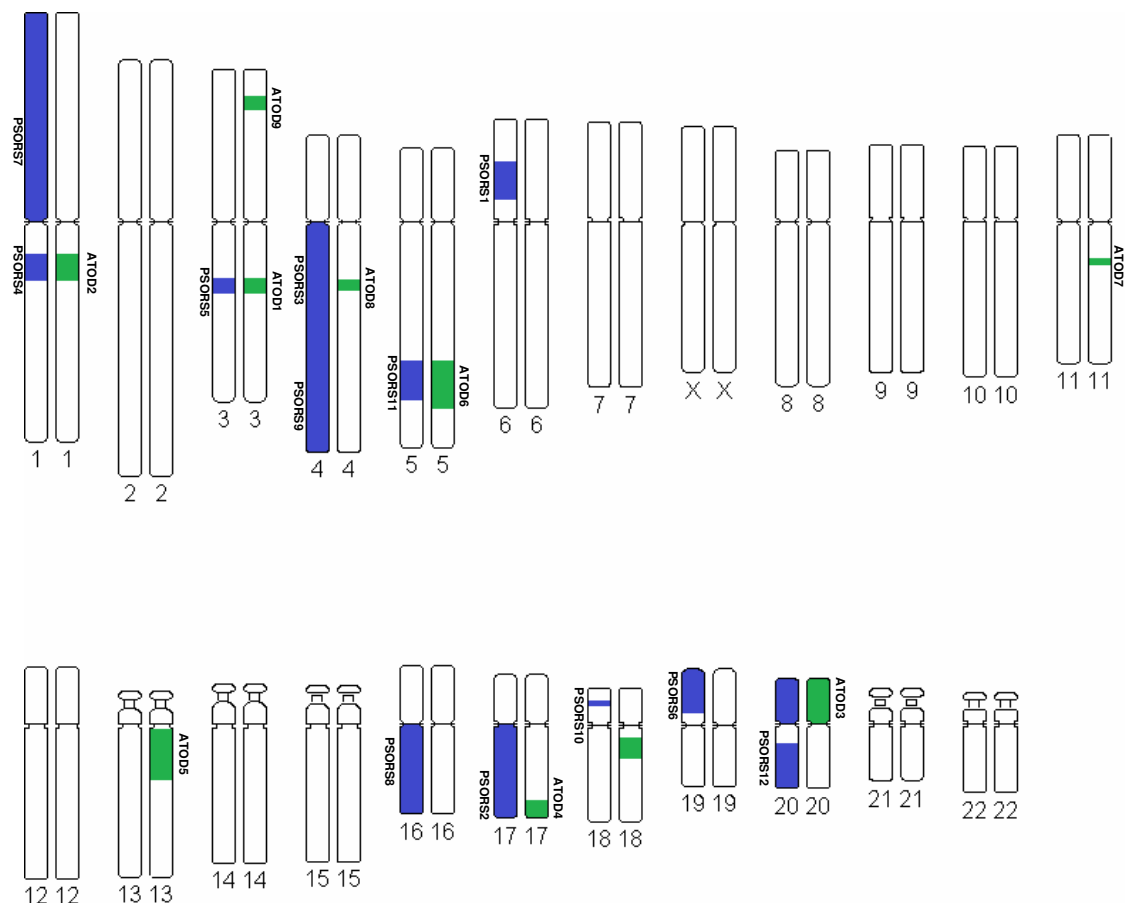 PSORS7
PSORS4
ATOD2
1 1
2 2
ATOD9
PSORS5
ATOD1
3 3
PSORS3
PSORS9
ATOD8
4 4
PSORS11
ATOD6
5 5
PSORS1
6 6
7 7
X X
8 8
9 9
10 10
ATOD7
11 11
12 12
ATOD5
13 13
14 14
15 15
PSORS8
16 16
PSORS2
ATOD4
17 17
PSORS10
18 18
PSORS6
19 19
PSORS12
ATOD3
20 20
21 21
22 22